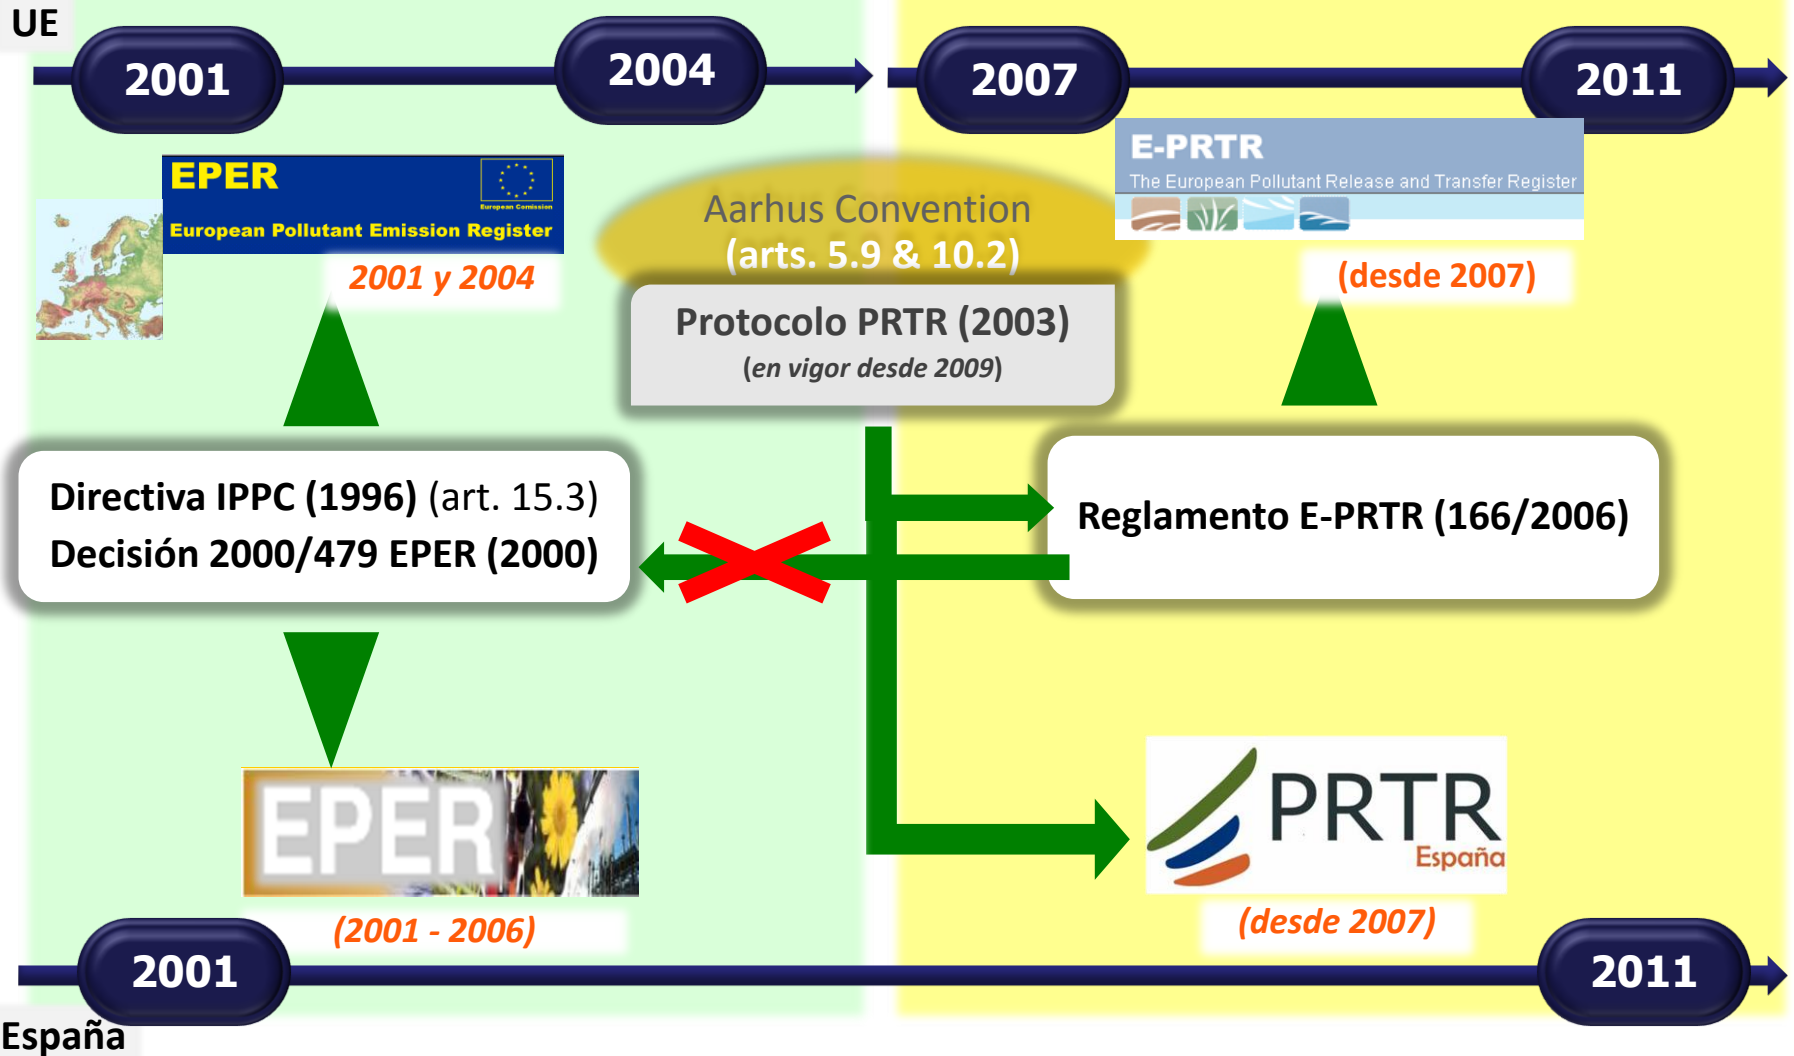 UE
2001
2004
2007
2011
EPER
European Comission
European Pollutant Emission Register
2001 y 2004
Aarhus Convention
(arts. 5.9 & 10.2)
Protocolo PRTR (2003)
(en vigor desde 2009)
E-PRTR
The European Pollutant Release and Transfer Register
(desde 2007)
Directiva IPPC (1996) (art. 15.3)
Decisión 2000/479 EPER (2000)
Reglamento E-PRTR (166/2006)
EPER
(2001 - 2006)
PRTR
España
(desde 2007)
2001
2011
España